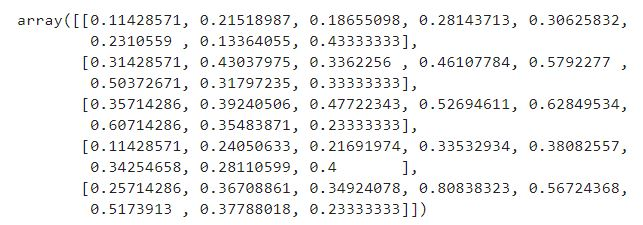 array([[0.11428571, 0.21518987, 0.18655098, 0.28143713, 0.30625832,
0.2310559 , 0.13364055, 0.43333333],
[0.31428571, 0.43037975, 0.3362256 , 0.46107784, 0.5792277 ,
0.50372671, 0.31797235, 0.33333333],
[0.35714286, 0.39240506, 0.47722343, 0.52694611, 0.62849534,
0.60714286, 0.35483871, 0.23333333],
[0.11428571, 0.24050633, 0.21691974, 0.33532934, 0.38082557,
0.34254658, 0.28110599, 0.4       ],
[0.25714286, 0.36708861, 0.34924078, 0.80838323, 0.56724368,
0.5173913 , 0.37788018, 0.23333333]])